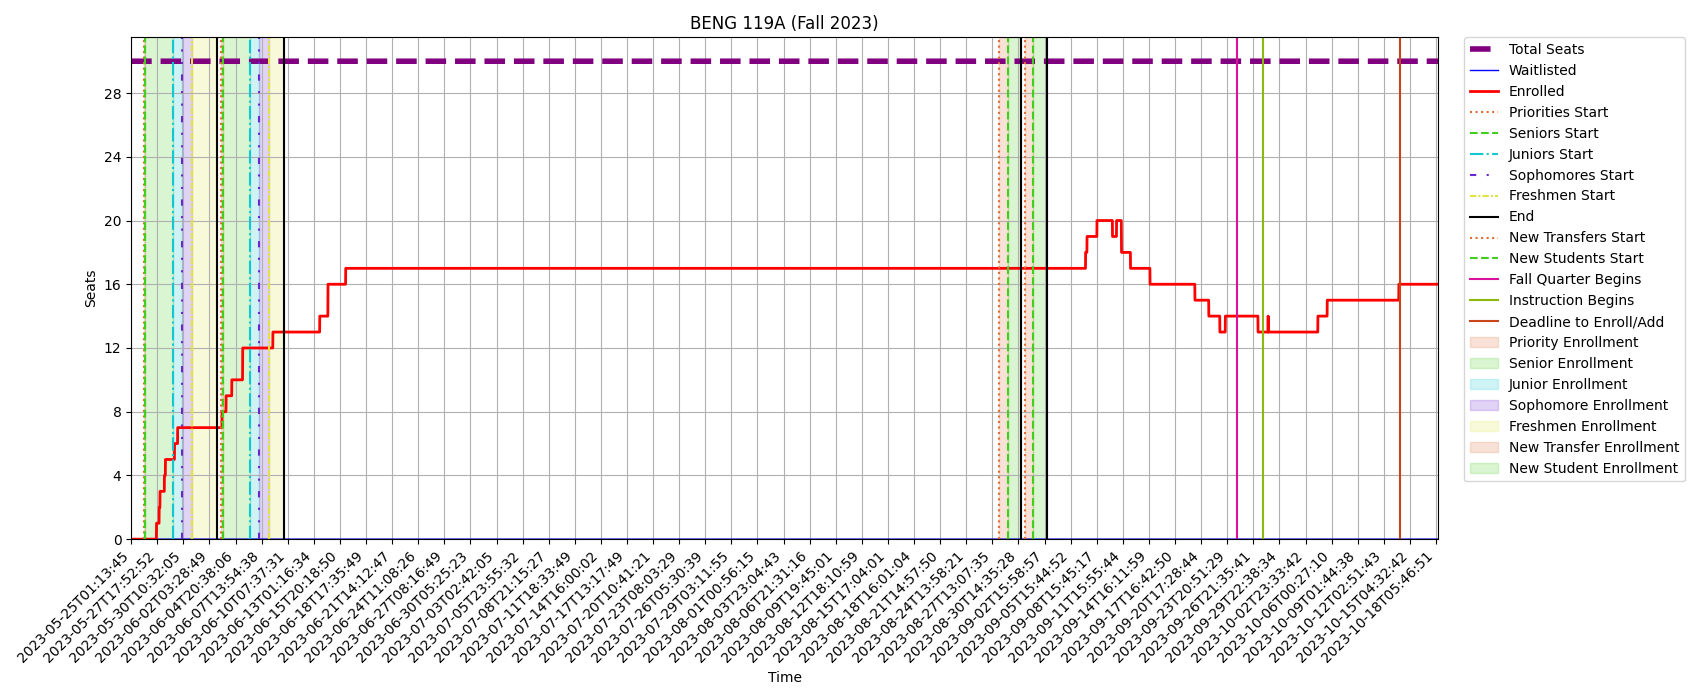 BENG 119A (Fall 2023)
Seats
28
24
20
16
12
8
4
0
2023-05-25T01:13:45
2023-05-27T17:52:52
2023-05-30T10:32:05
2023-06-02T03:28:49
2023-06-04T20:38:06
2023-06-07T13:54:38
2023-06-10T07:37:31
2023-06-13T01:16:34
2023-06-15T20:18:50
2023-06-18T17:35:49
2023-06-21T14:12:47
2023-06-24T11:08:26
2023-06-27T08:16:49
2023-06-30T05:25:23
2023-07-03T02:42:05
2023-07-05T23:55:32
2023-07-08T21:15:27
2023-07-11T18:33:49
2023-07-14T16:00:02
2023-07-17T13:17:49
2023-07-20T10:41:21
2023-07-23T08:03:29
2023-07-26T05:30:39
2023-07-29T03:11:55
2023-08-01T00:56:15
2023-08-03T23:04:43
2023-08-06T21:31:16
2023-08-09T19:45:01
2023-08-12T18:10:59
2023-08-15T17:04:01
2023-08-18T16:01:04
2023-08-21T14:57:50
2023-08-24T13:58:21
2023-08-27T13:07:35
2023-08-30T14:35:28
2023-09-02T15:58:57
2023-09-05T15:44:52
2023-09-08T15:45:17
2023-09-11T15:55:44
2023-09-14T16:11:59
2023-09-17T16:42:50
2023-09-20T17:28:44
2023-09-23T20:51:29
2023-09-26T21:35:41
2023-09-29T22:38:34
2023-10-02T23:33:42
2023-10-06T00:27:10
2023-10-09T01:44:38
2023-10-12T02:51:43
2023-10-15T04:32:42
2023-10-18T05:46:51
Time
Total Seats
Waitlisted
Enrolled
Priorities Start
Seniors Start
Juniors Start
Sophomores Start
Freshmen Start
End
New Transfers Start
New Students Start
Fall Quarter Begins
Instruction Begins
Deadline to Enroll/Add
Priority Enrollment
Senior Enrollment
Junior Enrollment
Sophomore Enrollment
Freshmen Enrollment
New Transfer Enrollment
New Student Enrollment